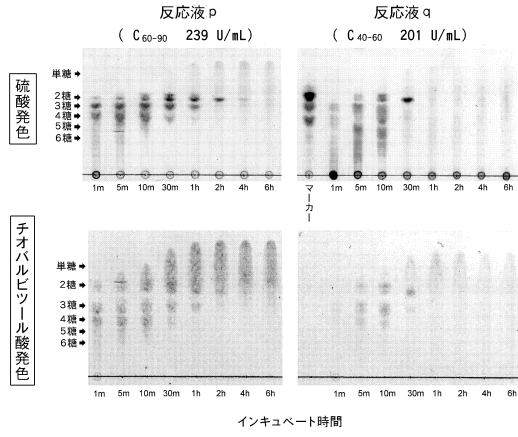 反応液p
( C60-90 239 U/mL)
反応液q
( C40-60 201 U/mL)
硫酸発色
単糖
2糖
3糖
4糖
5糖
6糖
1m 5m 10m 30m 1h 2h 4h 6h
マーカー 1m 5m 10m 30m 1h 2h 4h 6h
チオバルビツール酸発色
単糖
2糖
3糖
4糖
5糖
6糖
1m 5m 10m 30m 1h 2h 4h 6h
1m 5m 10m 30m 1h 2h 4h 6h
インキュベート時間